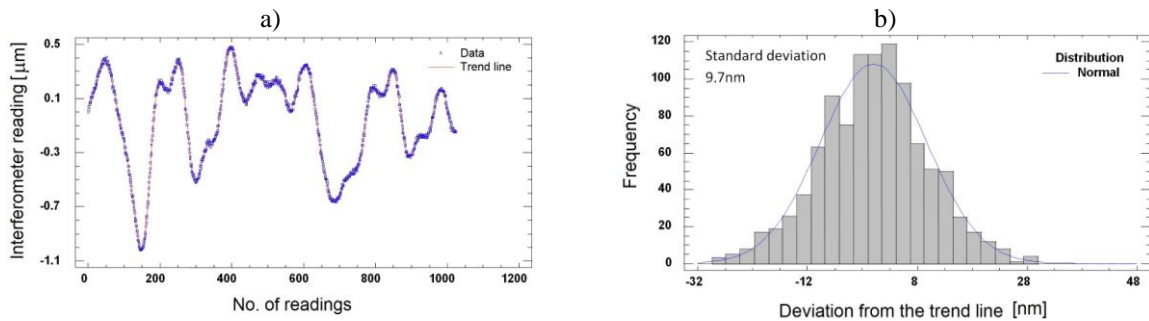 a)
Interferometer reading [μm]
0.5
0.1
-0.3
-0.7
-1.1
Data
Trend line
0 200 400 600 800 1000 1200
No. of readings
b)
Frequency
120
100
80
60
40
20
0
Standard deviation
9.7nm
Distribution
Normal
-32 -12 8 28 48
Deviation from the trend line [nm]